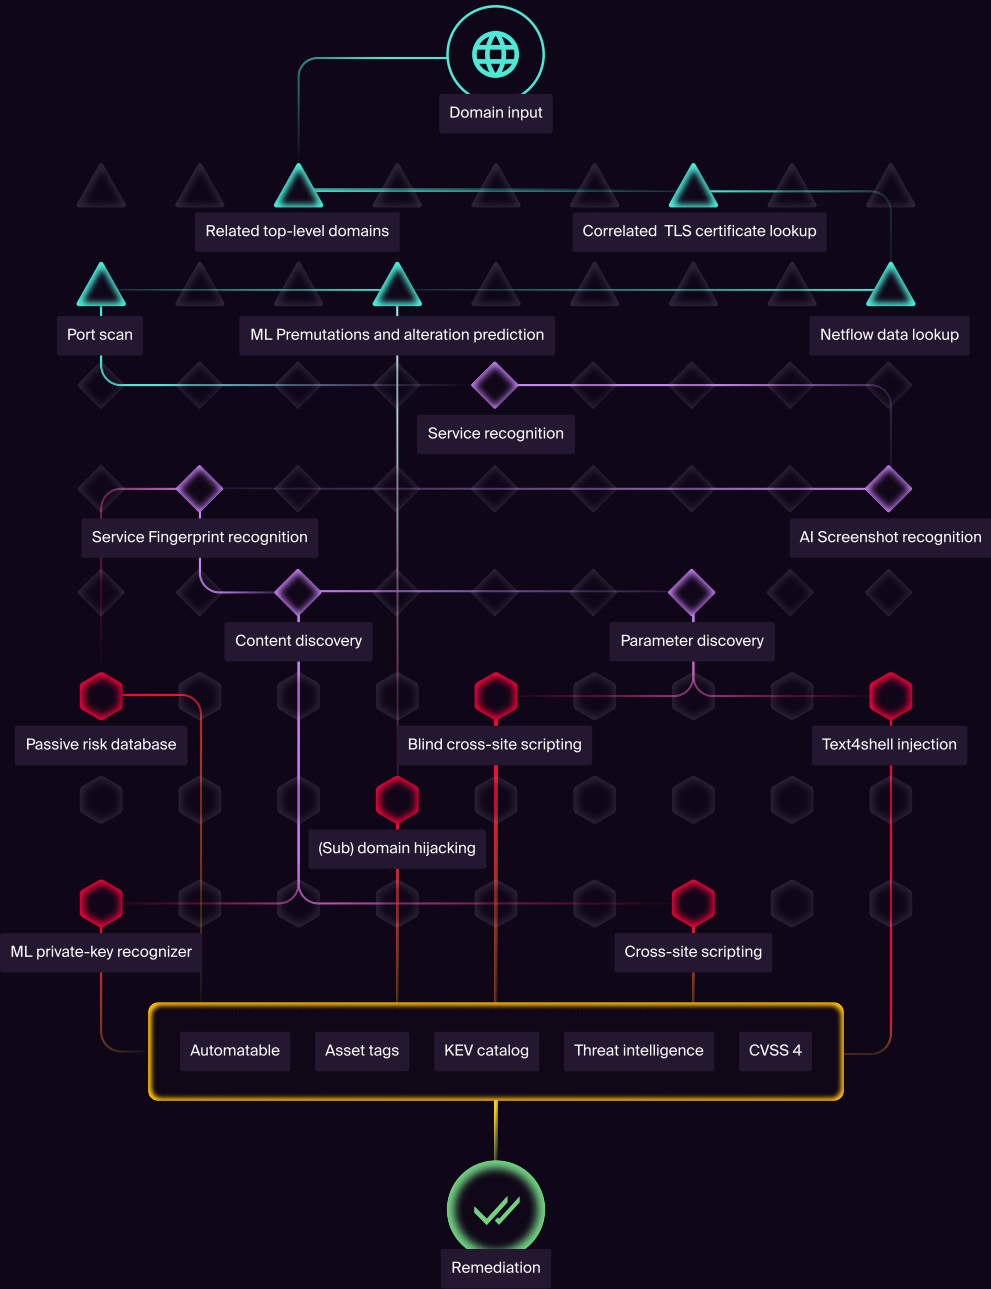 Domain input
Related top-level domains
Correlated  TLS certificate lookup
Port scan
ML Premutations and alteration prediction
Netflow data lookup
Service recognition
Service Fingerprint recognition
AI Screenshot recognition
Content discovery
Parameter discovery
Passive risk database
Blind cross-site scripting
Text4shell injection
(Sub) domain hijacking
ML private-key recognizer
Cross-site scripting
Automatable
Asset tags
KEV catalog
Threat intelligence
CVSS 4
Remediation